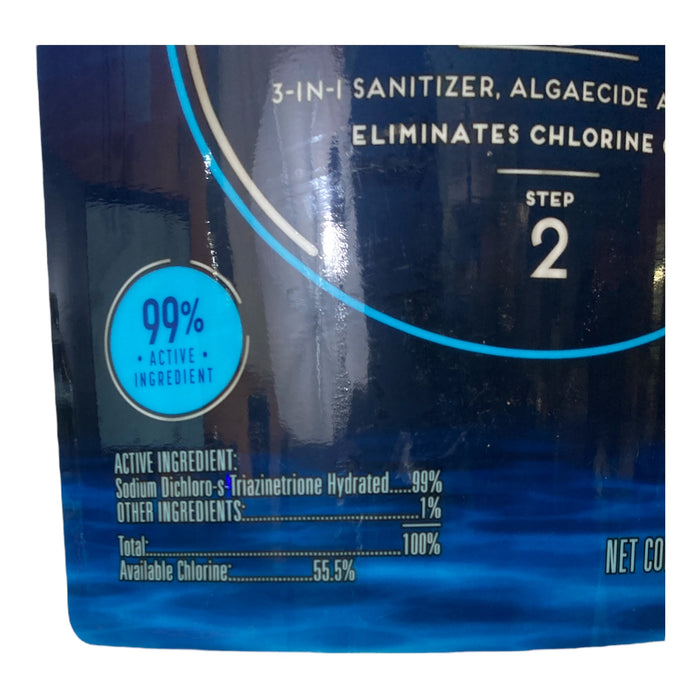 3-IN-1 SANITIZER, ALGAECIDE A
ELIMINATES CHLORINE
STEP
2
99%
• ACTIVE •
INGREDIENT
ACTIVE INGREDIENT:
Sodium Dichloro-s-Triazinetrione Hydrated.....99%
OTHER INGREDIENTS:..............................1%
Total:............................................100%
Available Chlorine:..............55.5%
NET CO